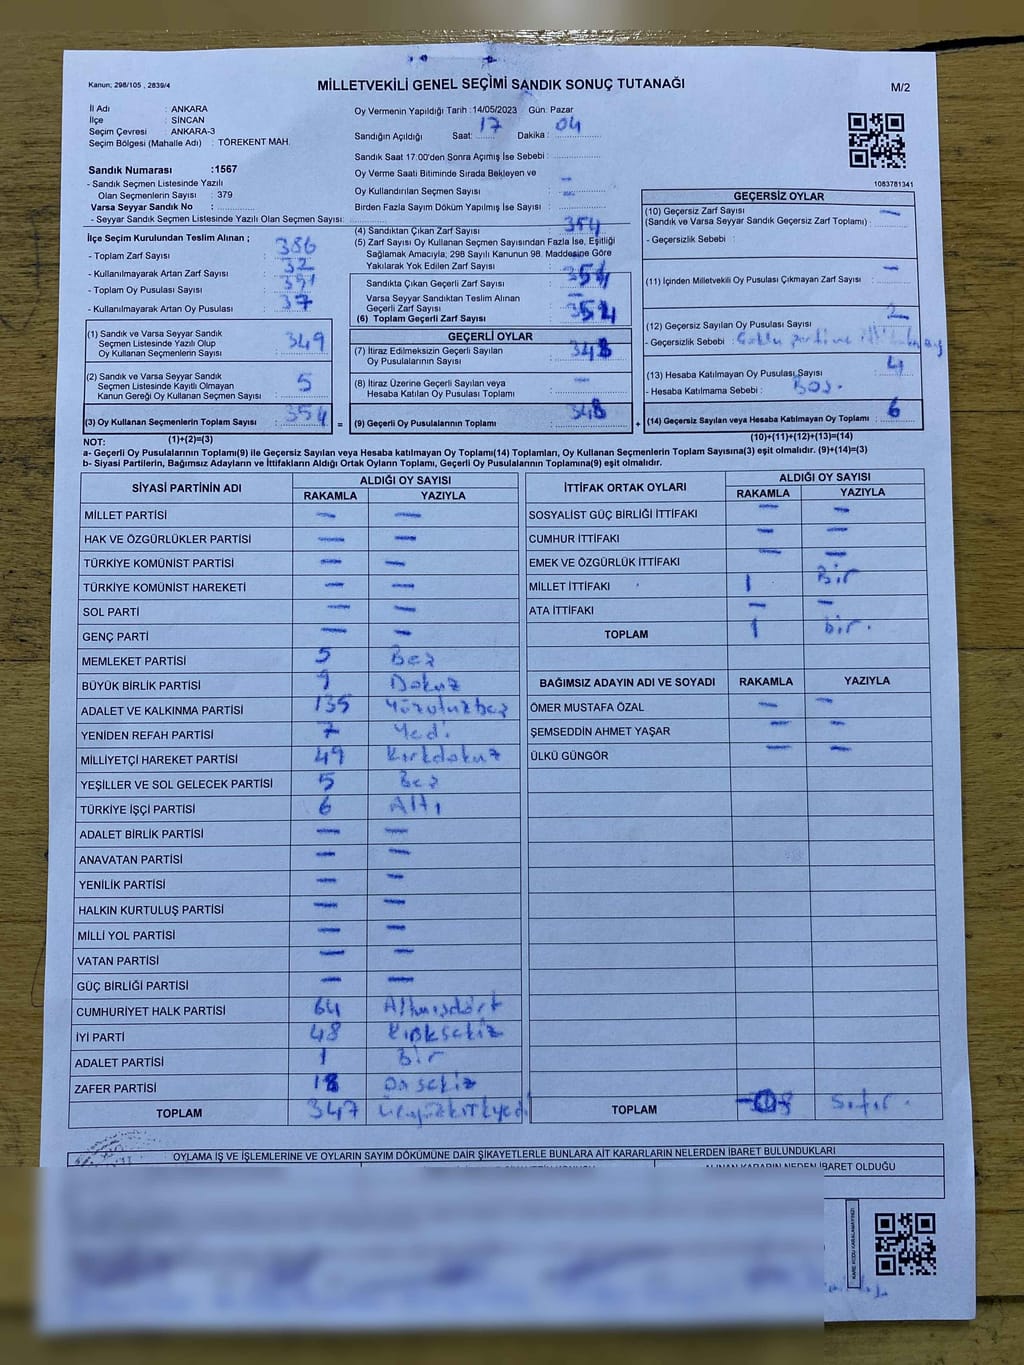 Kanun; 298/105 , 2839/4
MİLLETVEKİLİ GENEL SEÇİMİ SANDIK SONUÇ TUTANAĞI
M/2
İl Adı : ANKARA
İlçe : SİNCAN
Seçim Çevresi : ANKARA-3
Seçim Bölgesi (Mahalle Adı) : TÖREKENT MAH.
Sandık Numarası :1567
- Sandık Seçmen Listesinde Yazılı
Olan Seçmenlerin Sayısı : 379
Varsa Seyyar Sandık No :
- Seyyar Sandık Seçmen Listesinde Yazılı Olan Seçmen Sayısı:
Oy Vermenin Yapıldığı Tarih :14/05/2023 Gün: Pazar
Sandığın Açıldığı Saat: 17 Dakika : 04
Sandık Saat 17:00'den Sonra Açımış İse Sebebi :
Oy Verme Saati Bitiminde Sırada Bekleyen ve
Oy Kullandırılan Seçmen Sayısı : -
Birden Fazla Sayım Döküm Yapılmış İse Sayısı :
1083781341
İlçe Seçim Kurulundan Teslim Alınan ;
- Toplam Zarf Sayısı : 386
- Kullanılmayarak Artan Zarf Sayısı : 32
- Toplam Oy Pusulası Sayısı : 391
- Kullanılmayarak Artan Oy Pusulası : 37
(1) Sandık ve Varsa Seyyar Sandık
Seçmen Listesinde Yazılı Olup
Oy Kullanan Seçmenlerin Sayısı : 349
(2) Sandık ve Varsa Seyyar Sandık
Seçmen Listesinde Kayıtlı Olmayan
Kanun Gereği Oy Kullanan Seçmen Sayısı : 5
(3) Oy Kullanan Seçmenlerin Toplam Sayısı : 354
(4) Sandıktan Çıkan Zarf Sayısı : 354
(5) Zarf Sayısı Oy Kullanan Seçmen Sayısından Fazla İse, Eşitliği
Sağlamak Amacıyla; 298 Sayılı Kanunun 98. Maddesine Göre
Yakılarak Yok Edilen Zarf Sayısı : -
Sandıkta Çıkan Geçerli Zarf Sayısı : 354
Varsa Seyyar Sandıktan Teslim Alınan
Geçerli Zarf Sayısı : -
(6) Toplam Geçerli Zarf Sayısı : 354
GEÇERLİ OYLAR
(7) İtiraz Edilmeksizin Geçerli Sayılan
Oy Pusulalarının Sayısı : 348
(8) İtiraz Üzerine Geçerli Sayılan veya
Hesaba Katılan Oy Pusulası Toplamı : -
= (9) Geçerli Oy Pusulalarının Toplamı : 348
GEÇERSİZ OYLAR
(10) Geçersiz Zarf Sayısı
(Sandık ve Varsa Seyyar Sandık Geçersiz Zarf Toplamı) : -
- Geçersizlik Sebebi :
(11) İçinden Milletvekili Oy Pusulası Çıkmayan Zarf Sayısı : -
(12) Geçersiz Sayılan Oy Pusulası Sayısı : 2
- Geçersizlik Sebebi :
(13) Hesaba Katılmayan Oy Pusulası Sayısı : 4
- Hesaba Katılmama Sebebi : Boş.
+ (14) Geçersiz Sayılan veya Hesaba Katılmayan Oy Toplamı : 6
NOT: (1)+(2)=(3)
(10)+(11)+(12)+(13)=(14)
a- Geçerli Oy Pusulalarının Toplamı(9) ile Geçersiz Sayılan veya Hesaba katılmayan Oy Toplamı(14) Toplamları, Oy Kullanan Seçmenlerin Toplam Sayısına(3) eşit olmalıdır. (9)+(14)=(3)
b- Siyasi Partilerin, Bağımsız Adayların ve İttifakların Aldığı Ortak Oyların Toplamı, Geçerli Oy Pusulalarının Toplamına(9) eşit olmalıdır.
SİYASİ PARTİNİN ADI ALDIĞI OY SAYISI
RAKAMLA YAZIYLA
MİLLET PARTİSİ - -
HAK VE ÖZGÜRLÜKLER PARTİSİ - -
TÜRKİYE KOMÜNİST PARTİSİ - -
TÜRKİYE KOMÜNİST HAREKETİ - -
SOL PARTİ - -
GENÇ PARTİ - -
MEMLEKET PARTİSİ 5 Beş
BÜYÜK BİRLİK PARTİSİ 9 Dokuz
ADALET VE KALKINMA PARTİSİ 135 Yüzotuzbeş
YENİDEN REFAH PARTİSİ 7 Yedi
MİLLİYETÇİ HAREKET PARTİSİ 49 Kırkdokuz
YEŞİLLER VE SOL GELECEK PARTİSİ 5 Beş
TÜRKİYE İŞÇİ PARTİSİ 6 Altı
ADALET BİRLİK PARTİSİ - -
ANAVATAN PARTİSİ - -
YENİLİK PARTİSİ - -
HALKIN KURTULUŞ PARTİSİ - -
MİLLİ YOL PARTİSİ - -
VATAN PARTİSİ - -
GÜÇ BİRLİĞİ PARTİSİ - -
CUMHURİYET HALK PARTİSİ 64 Altmışdört
İYİ PARTİ 48 Kırksekiz
ADALET PARTİSİ 1 Bir
ZAFER PARTİSİ 18 Onsekiz
TOPLAM 347 Üçyüzkırkyedi
İTTİFAK ORTAK OYLARI ALDIĞI OY SAYISI
RAKAMLA YAZIYLA
SOSYALİST GÜÇ BİRLİĞİ İTTİFAKI - -
CUMHUR İTTİFAKI - -
EMEK VE ÖZGÜRLÜK İTTİFAKI - -
MİLLET İTTİFAKI 1 Bir
ATA İTTİFAKI - -
TOPLAM 1 bir.
BAĞIMSIZ ADAYIN ADI VE SOYADI RAKAMLA YAZIYLA
ÖMER MUSTAFA ÖZAL - -
ŞEMSEDDİN AHMET YAŞAR - -
ÜLKÜ GÜNGÖR - -
TOPLAM Sıfır.
OYLAMA İŞ VE İŞLEMLERİNE VE OYLARIN SAYIM DÖKÜMÜNE DAİR ŞİKAYETLERLE BUNLARA AİT KARARLARIN NELERDEN İBARET BULUNDUKLARI
ALINAN KARARIN NEDEN İBARET OLDUĞU
KARE KODU KARALAMAYINIZ!